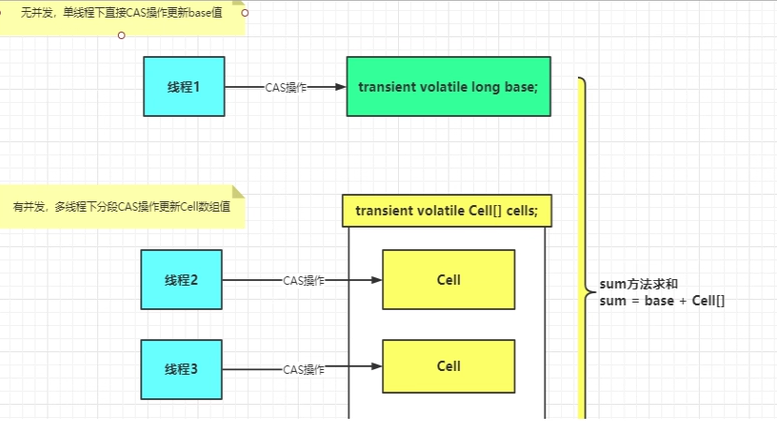 无并发，单线程下直接CAS操作更新base值
线程1
CAS操作
transient volatile long base;
有并发，多线程下分段CAS操作更新Cell数组值
transient volatile Cell[] cells;
线程2
CAS操作
Cell
sum方法求和
sum = base + Cell[]
线程3
CAS操作
Cell